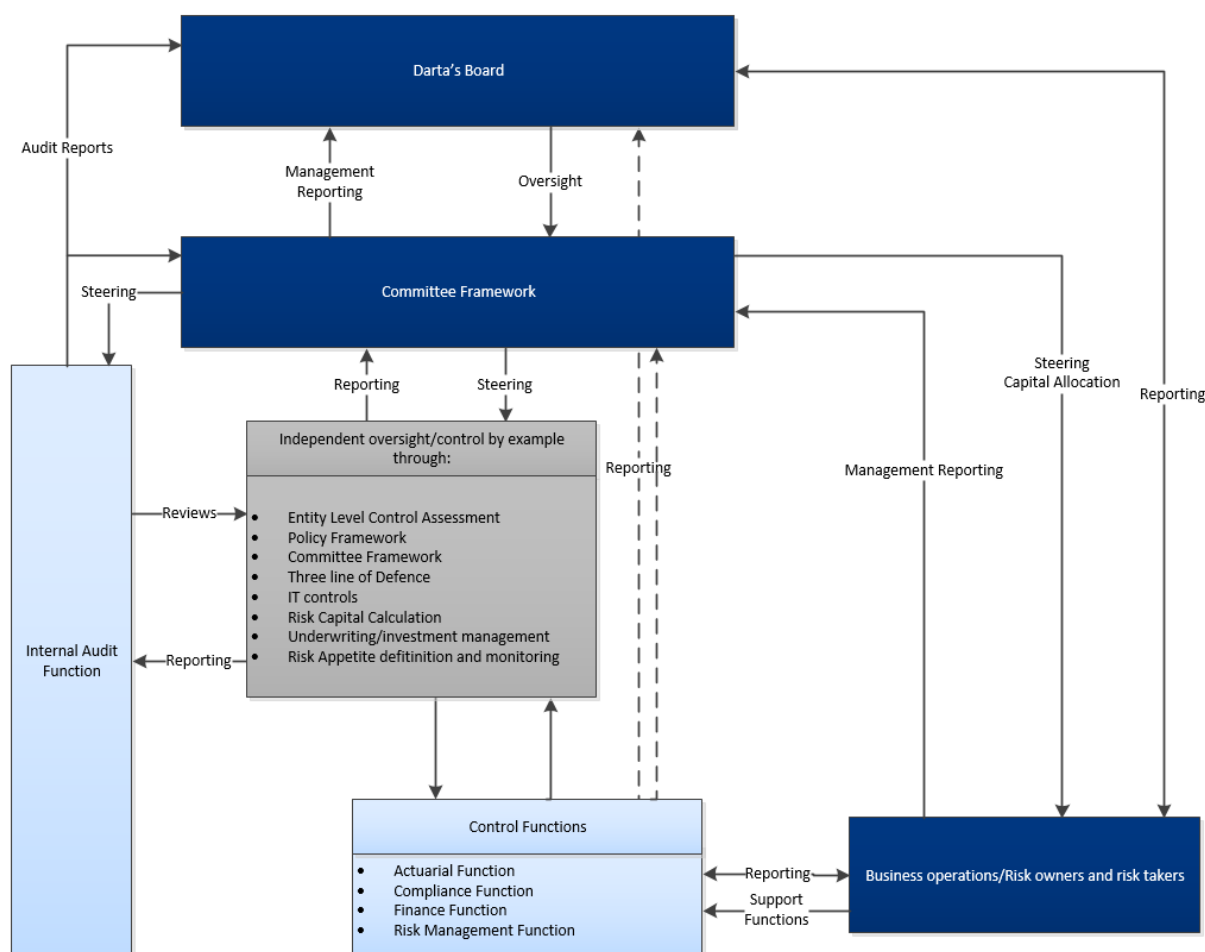 Darta's Board
Audit Reports
Management
Reporting
Oversight
Committee Framework
Steering
Reporting
Steering
Steering
Capital Allocation
Reporting
Independent oversight/control by example
through:
Reporting
Management Reporting
Reviews
• Entity Level Control Assessment
• Policy Framework
• Committee Framework
• Three line of Defence
• IT controls
• Risk Capital Calculation
• Underwriting/investment management
• Risk Appetite defitinition and monitoring
Internal Audit
Function
Reporting
Control Functions
• Actuarial Function
• Compliance Function
• Finance Function
• Risk Management Function
Reporting
Support
Functions
Business operations/Risk owners and risk takers